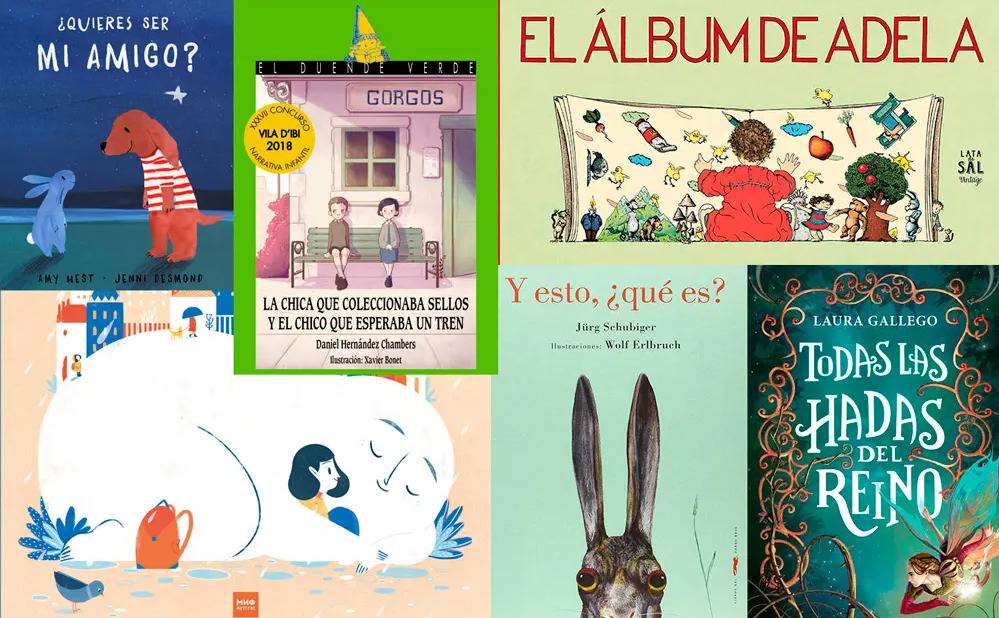 ¿QUIERES SER
MI AMIGO?
AMY HEST · JENNI DESMOND
EL DUENDE VERDE
GORGOS
XXXVII CONCURSO
VILA D'IBI
2018
NARRATIVA INFANTIL
LA CHICA QUE COLECCIONABA SELLOS
Y EL CHICO QUE ESPERABA UN TREN
Daniel Hernández Chambers
Ilustración: Xavier Bonet
EL ÁLBUM DE ADELA
LATA
de
SAL
Vintage
МИФ
Y esto, ¿qué es?
Jürg Schubiger
Ilustraciones: Wolf Erlbruch
LAURA GALLEGO
TODAS LAS
HADAS
DEL
REINO